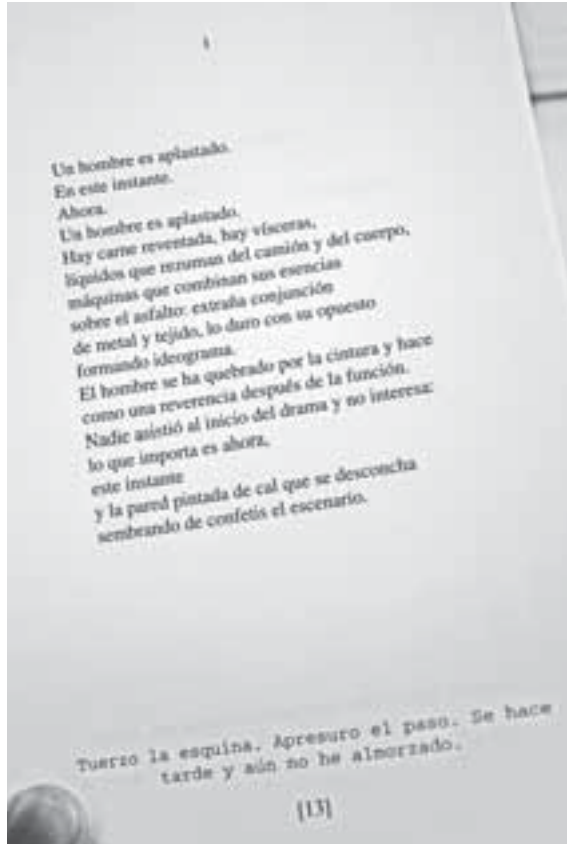 1
Un hombre es aplastado.
En este instante.
Ahora.
Un hombre es aplastado.
Hay carne reventada, hay vísceras,
líquidos que rezuman del camión y del cuerpo,
máquinas que combinan sus esencias
sobre el asfalto: extraña conjunción
de metal y tejido, lo duro con su opuesto
formando ideograma.
El hombre se ha quebrado por la cintura y hace
como una reverencia después de la función.
Nadie asistió al inicio del drama y no interesa:
lo que importa es ahora,
este instante
y la pared pintada de cal que se desconcha
sembrando de confetis el escenario.
Tuerzo la esquina. Apresuro el paso. Se hace
tarde y aún no he almorzado.
[13]